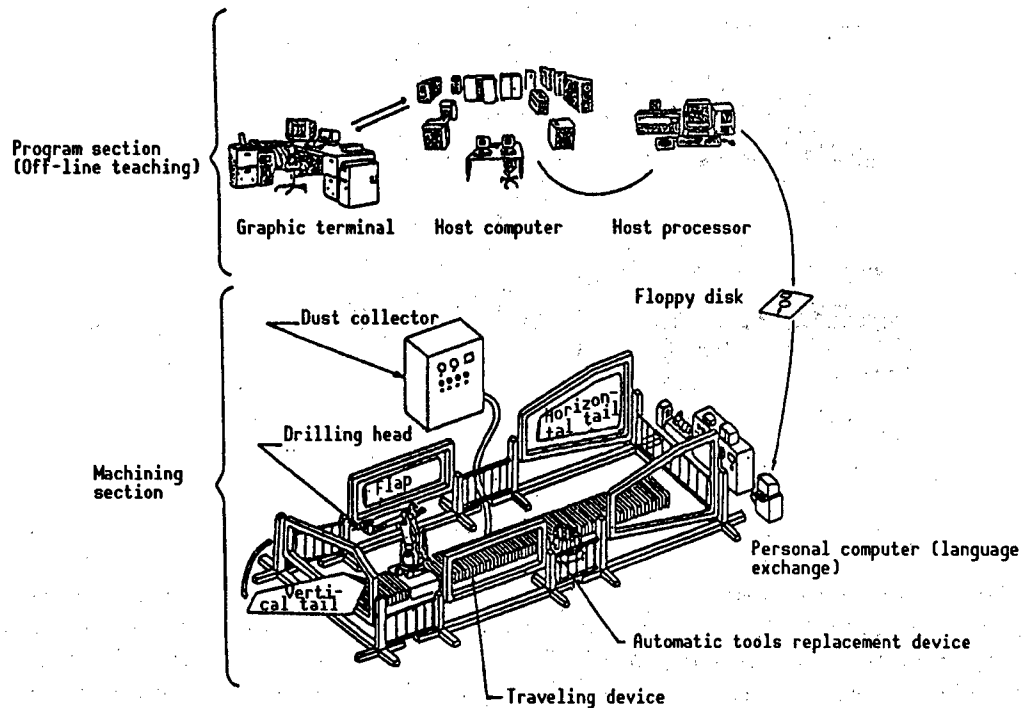 Program section
(Off-line teaching)
Graphic terminal
Host computer
Host processor
Floppy disk
Dust collector
Horizon-
tal tail
Drilling head
Flap
Machining
section
Personal computer (language
exchange)
Verti-
cal tail
Automatic tools replacement device
Traveling device